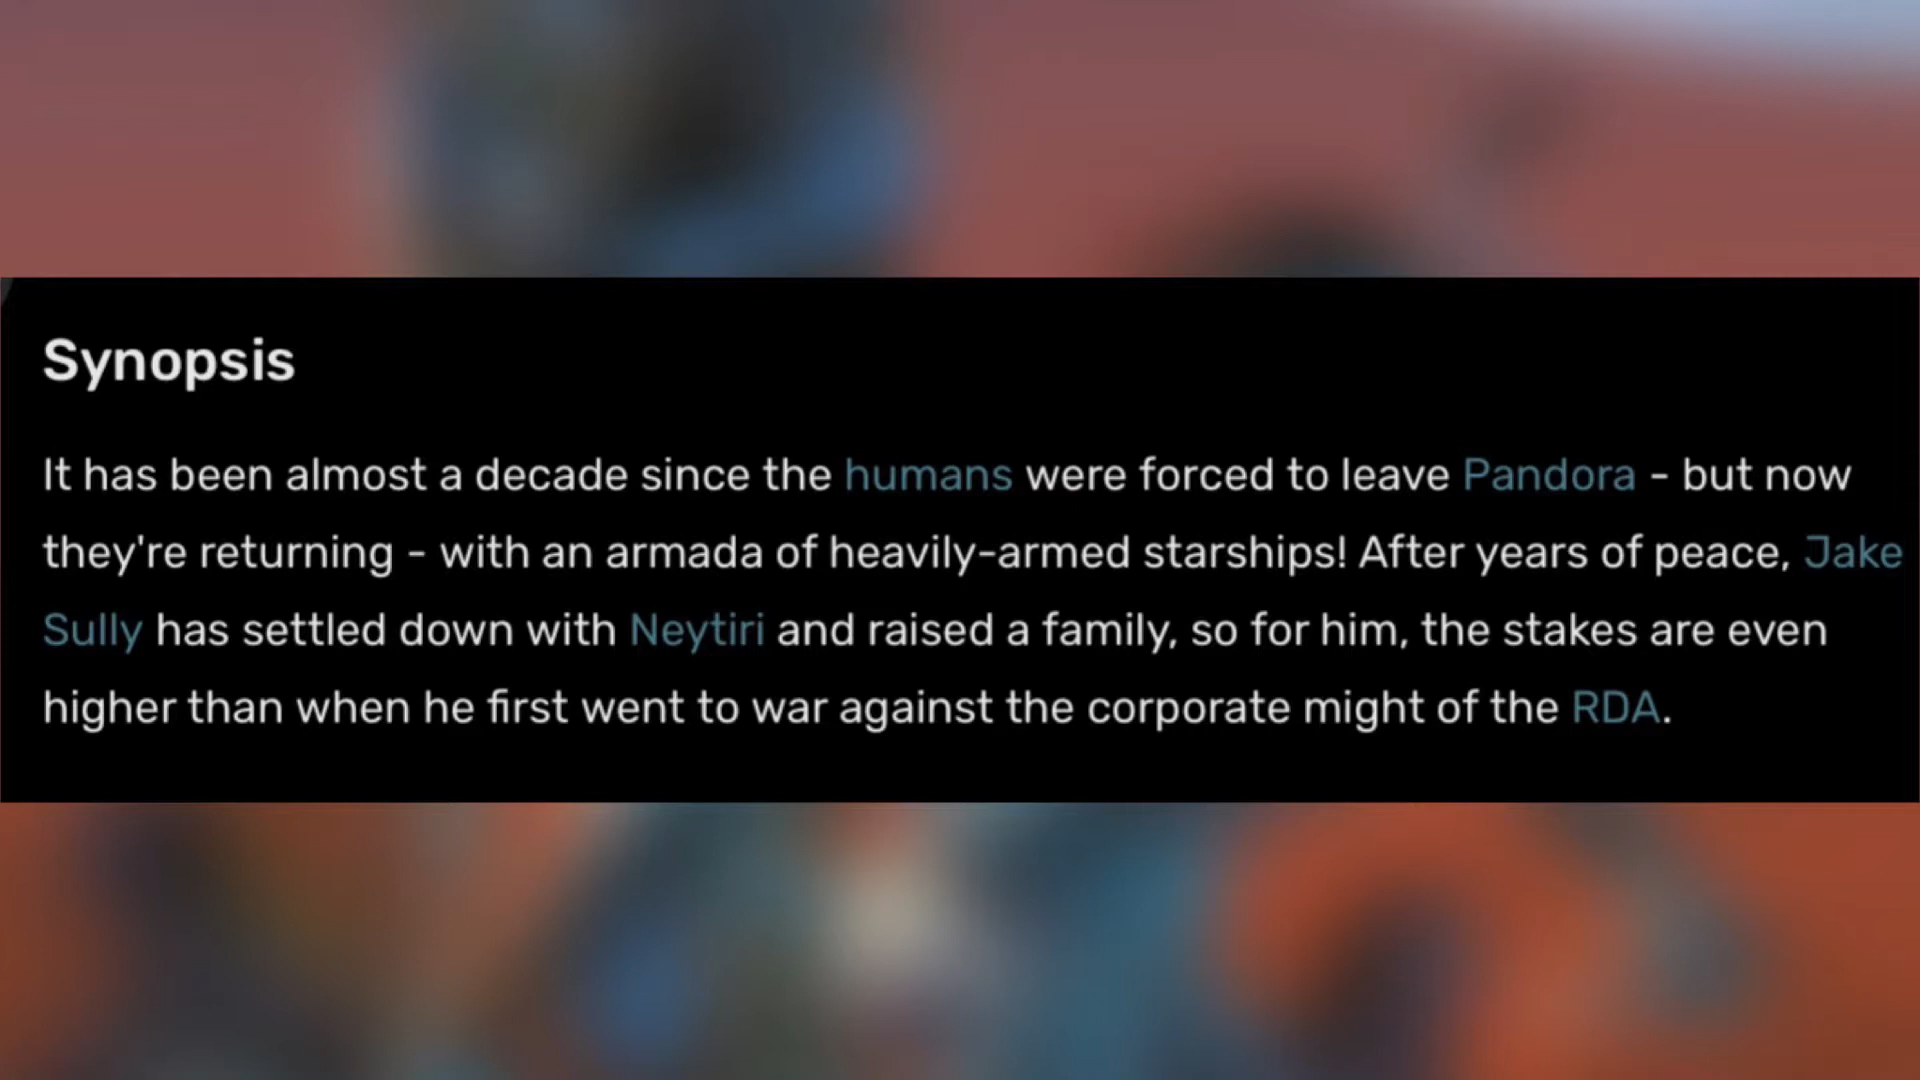 Synopsis
It has been almost a decade since the humans were forced to leave Pandora - but now
they're returning - with an armada of heavily-armed starships! After years of peace, Jake
Sully has settled down with Neytiri and raised a family, so for him, the stakes are even
higher than when he first went to war against the corporate might of the RDA.